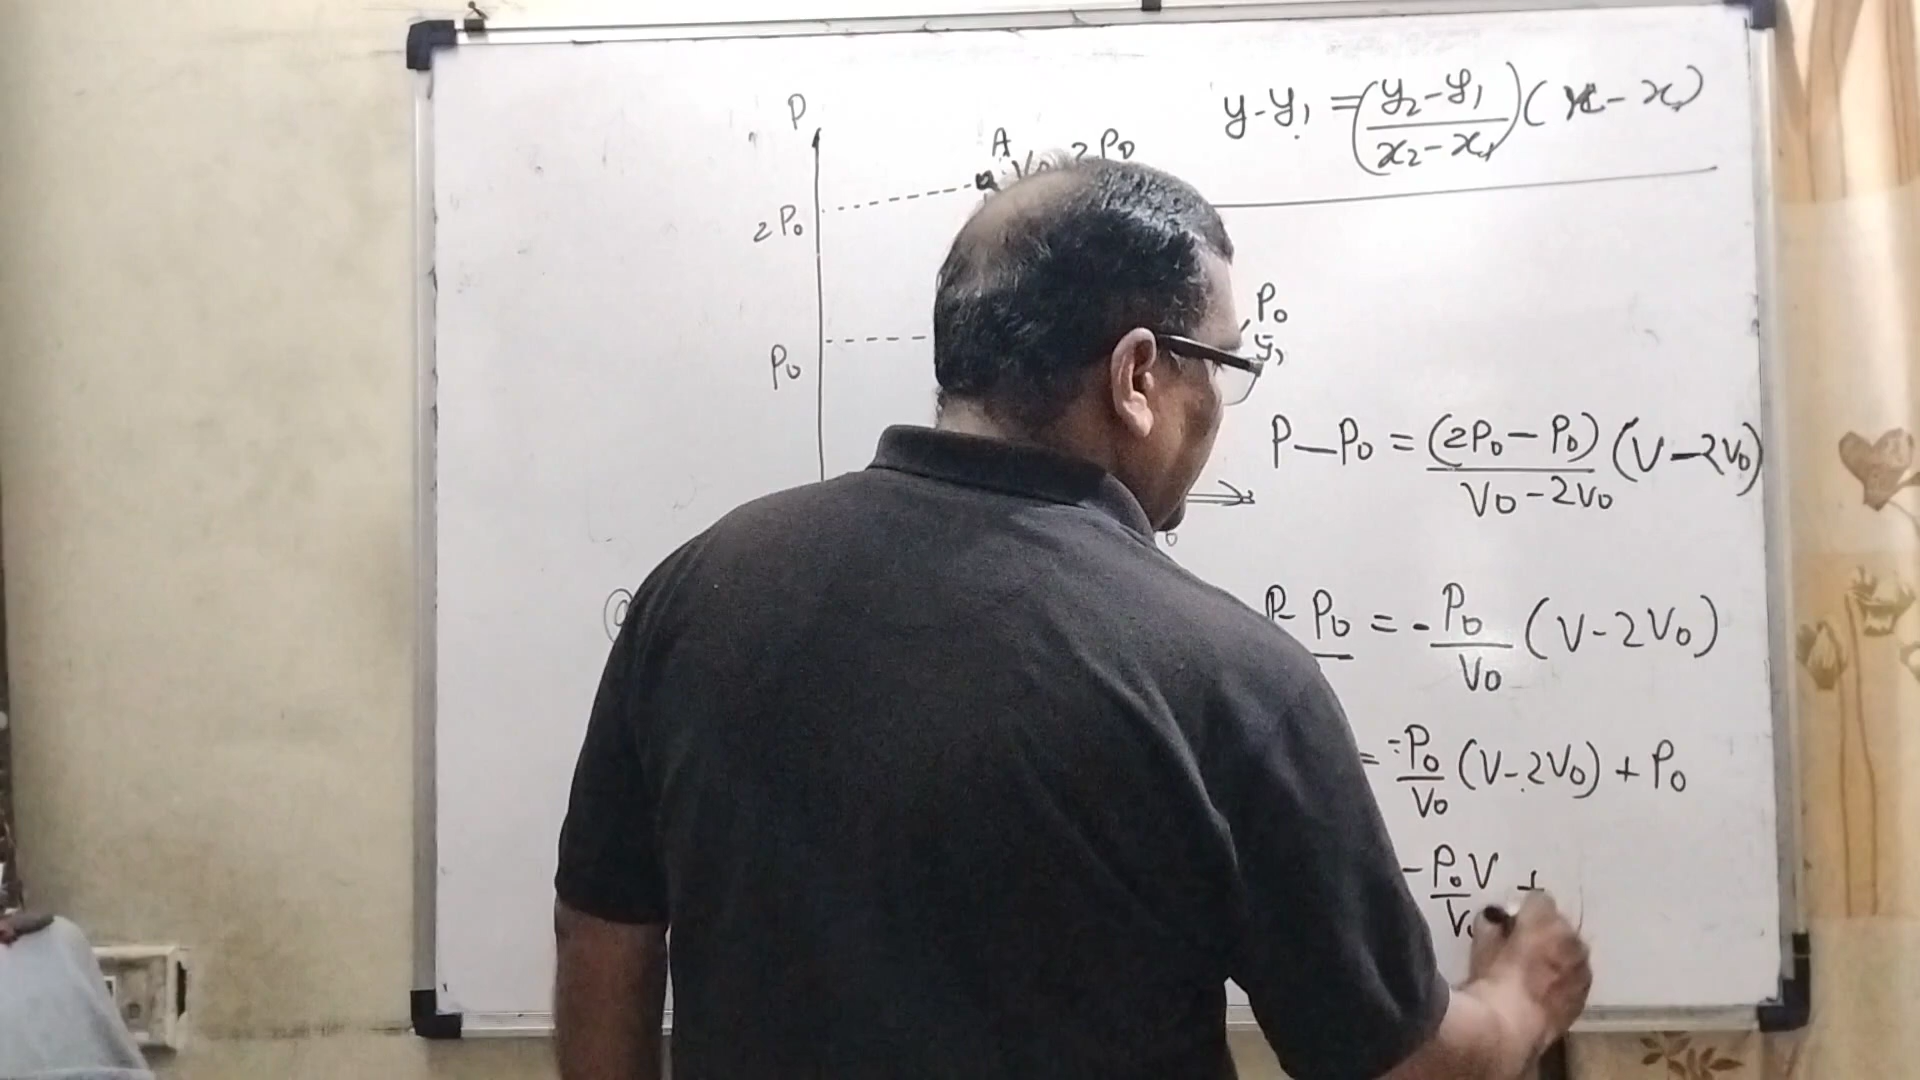 y-y₁ = (y₂-y₁/x₂-x₁)(x-x₁)
P
A
2P₀
2P₀
P₀
y₁
P₀
P-P₀ = (2P₀-P₀)/V₀-2V₀ (V-2V₀)
P-P₀ = -P₀/V₀ (V-2V₀)
= -P₀/V₀ (V-2V₀) + P₀
-P₀V/V₀ +